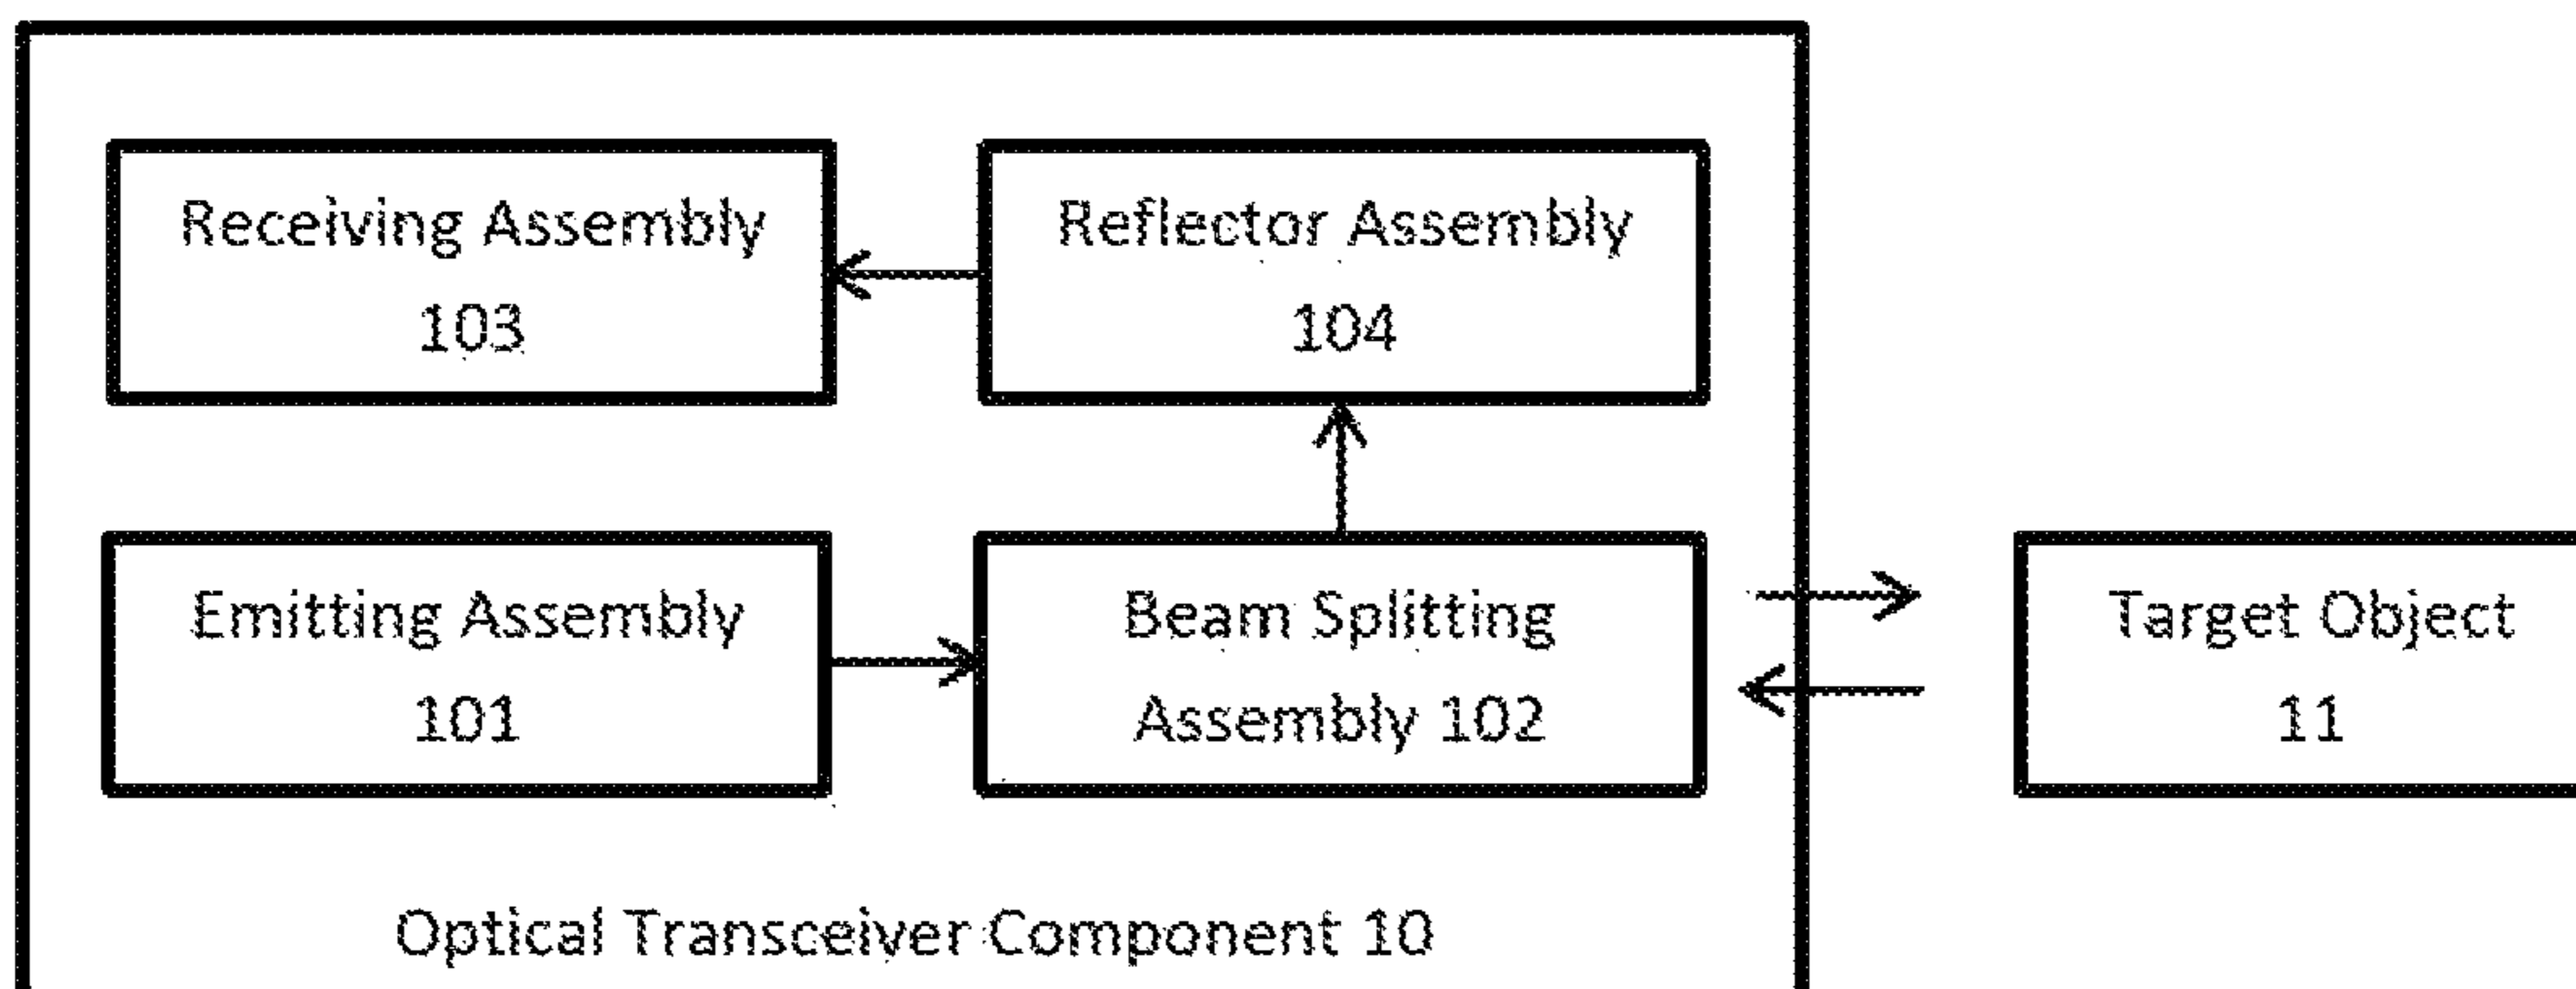 Receiving Assembly
103
Reflector Assembly
104
Emitting Assembly
101
Beam Splitting
Assembly 102
Target Object
11
Optical Transceiver Component 10